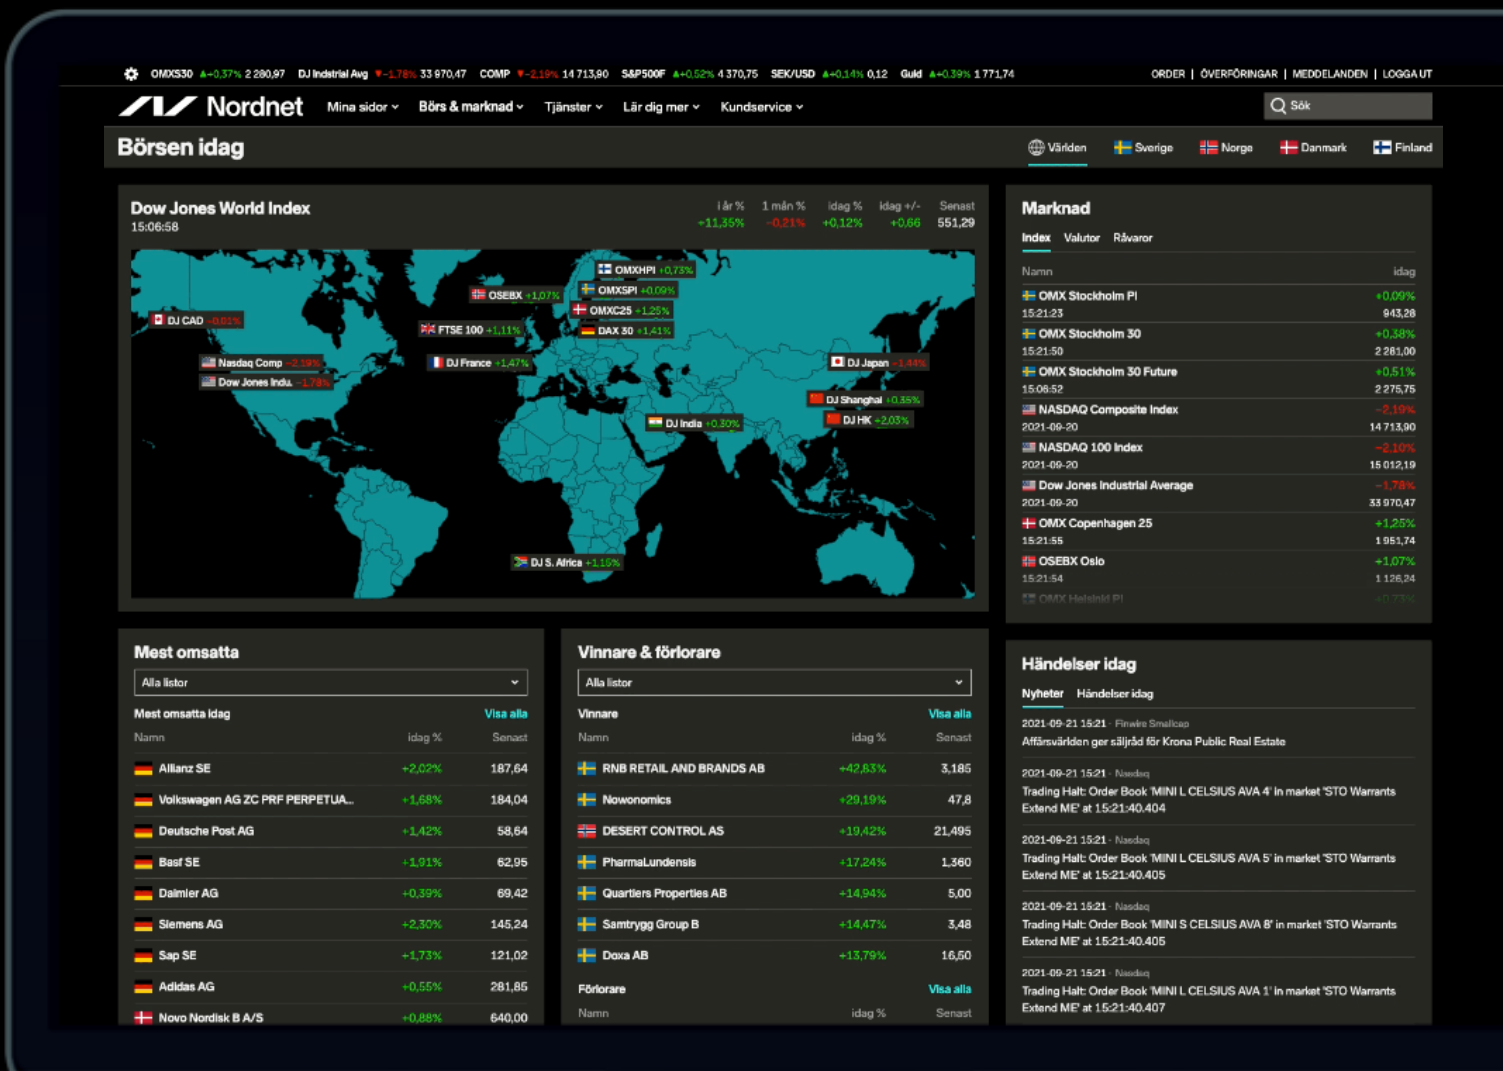 OMXS30 ▲+0,37% 2 280,97 DJ Indstrial Avg ▼-1.78% 33 970,47 COMP ▼-2.19% 14 713,90 S&P500F ▲+0,52% 4 370,75 SEK/USD ▲+0,14% 0,12 Guld ▲+0.39% 1 771,74
ORDER | ÖVERFÖRINGAR | MEDDELANDEN | LOGGA UT
Nordnet Mina sidor Börs & marknad Tjänster Lär dig mer Kundservice
Sök
Börsen idag
Världen Sverige Norge Danmark Finland
Dow Jones World Index
15:06:58
i år % 1 mån % idag % idag +/- Senast
+11,35% -0,21% +0,12% +0,66 551,29
OMXHPI +0,73%
OMXSPI +0,09%
OSEBX +1,07%
OMXC25 +1,25%
DJ CAD -0,01%
FTSE 100 +1,11%
DAX 30 +1,41%
Nasdaq Comp -2,19%
DJ France +1,47%
DJ Japan -1,44%
Dow Jones Indu. -1,78%
DJ Shanghai +0,35%
DJ India +0,30%
DJ HK +2,03%
DJ S. Africa +1,15%
Marknad
Index Valutor Råvaror
Namn idag
OMX Stockholm PI +0,09%
15:21:23 943,28
OMX Stockholm 30 +0,38%
15:21:50 2 281,00
OMX Stockholm 30 Future +0,51%
15:06:52 2 275,75
NASDAQ Composite Index -2,19%
2021-09-20 14 713,90
NASDAQ 100 Index -2,10%
2021-09-20 15 012,19
Dow Jones Industrial Average -1,78%
2021-09-20 33 970,47
OMX Copenhagen 25 +1,25%
15:21:55 1 951,74
OSEBX Oslo +1,07%
15:21:54 1 126,24
OMX Helsinki PI +0,73%
Mest omsatta
Alla listor
Mest omsatta idag Visa alla
Namn idag % Senast
Allianz SE +2,02% 187,64
Volkswagen AG ZC PRF PERPETUA... +1,68% 184,04
Deutsche Post AG +1,42% 58,64
Basf SE +1,91% 62,95
Daimler AG +0,39% 69,42
Siemens AG +2,30% 145,24
Sap SE +1,73% 121,02
Adidas AG +0,55% 281,85
Novo Nordisk B A/S +0,88% 640,00
Vinnare & förlorare
Alla listor
Vinnare Visa alla
Namn idag % Senast
RNB RETAIL AND BRANDS AB +42,83% 3,185
Nowonomics +29,19% 47,8
DESERT CONTROL AS +19,42% 21,495
PharmaLundensis +17,24% 1,360
Quartiers Properties AB +14,94% 5,00
Samtrygg Group B +14,47% 3,48
Doxa AB +13,79% 16,50
Förlorare Visa alla
Namn idag % Senast
Händelser idag
Nyheter Händelser idag
2021-09-21 15:21 · Finwire Smallcap
Affärsvärlden ger säljråd för Krona Public Real Estate
2021-09-21 15:21 · Nasdaq
Trading Halt: Order Book 'MINI L CELSIUS AVA 4' in market 'STO Warrants
Extend ME' at 15:21:40.404
2021-09-21 15:21 · Nasdaq
Trading Halt: Order Book 'MINI L CELSIUS AVA 5' in market 'STO Warrants
Extend ME' at 15:21:40.405
2021-09-21 15:21 · Nasdaq
Trading Halt: Order Book 'MINI S CELSIUS AVA 8' in market 'STO Warrants
Extend ME' at 15:21:40.405
2021-09-21 15:21 · Nasdaq
Trading Halt: Order Book 'MINI L CELSIUS AVA 1' in market 'STO Warrants
Extend ME' at 15:21:40.407